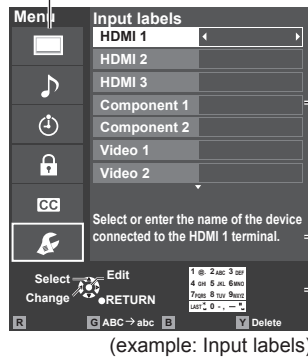 Menu
Input labels
HDMI 1
HDMI 2
HDMI 3
Component 1
Component 2
Video 1
Video 2
CC
Select or enter the name of the device
connected to the HDMI 1 terminal.
Select
Change
Edit
RETURN
1 @. 2 ABC 3 DEF
4 GHI 5 JKL 6 MNO
7 PQRS 8 TUV 9 WXYZ
LAST 0 - ,
R G ABC → abc B Y Delete
(example: Input labels